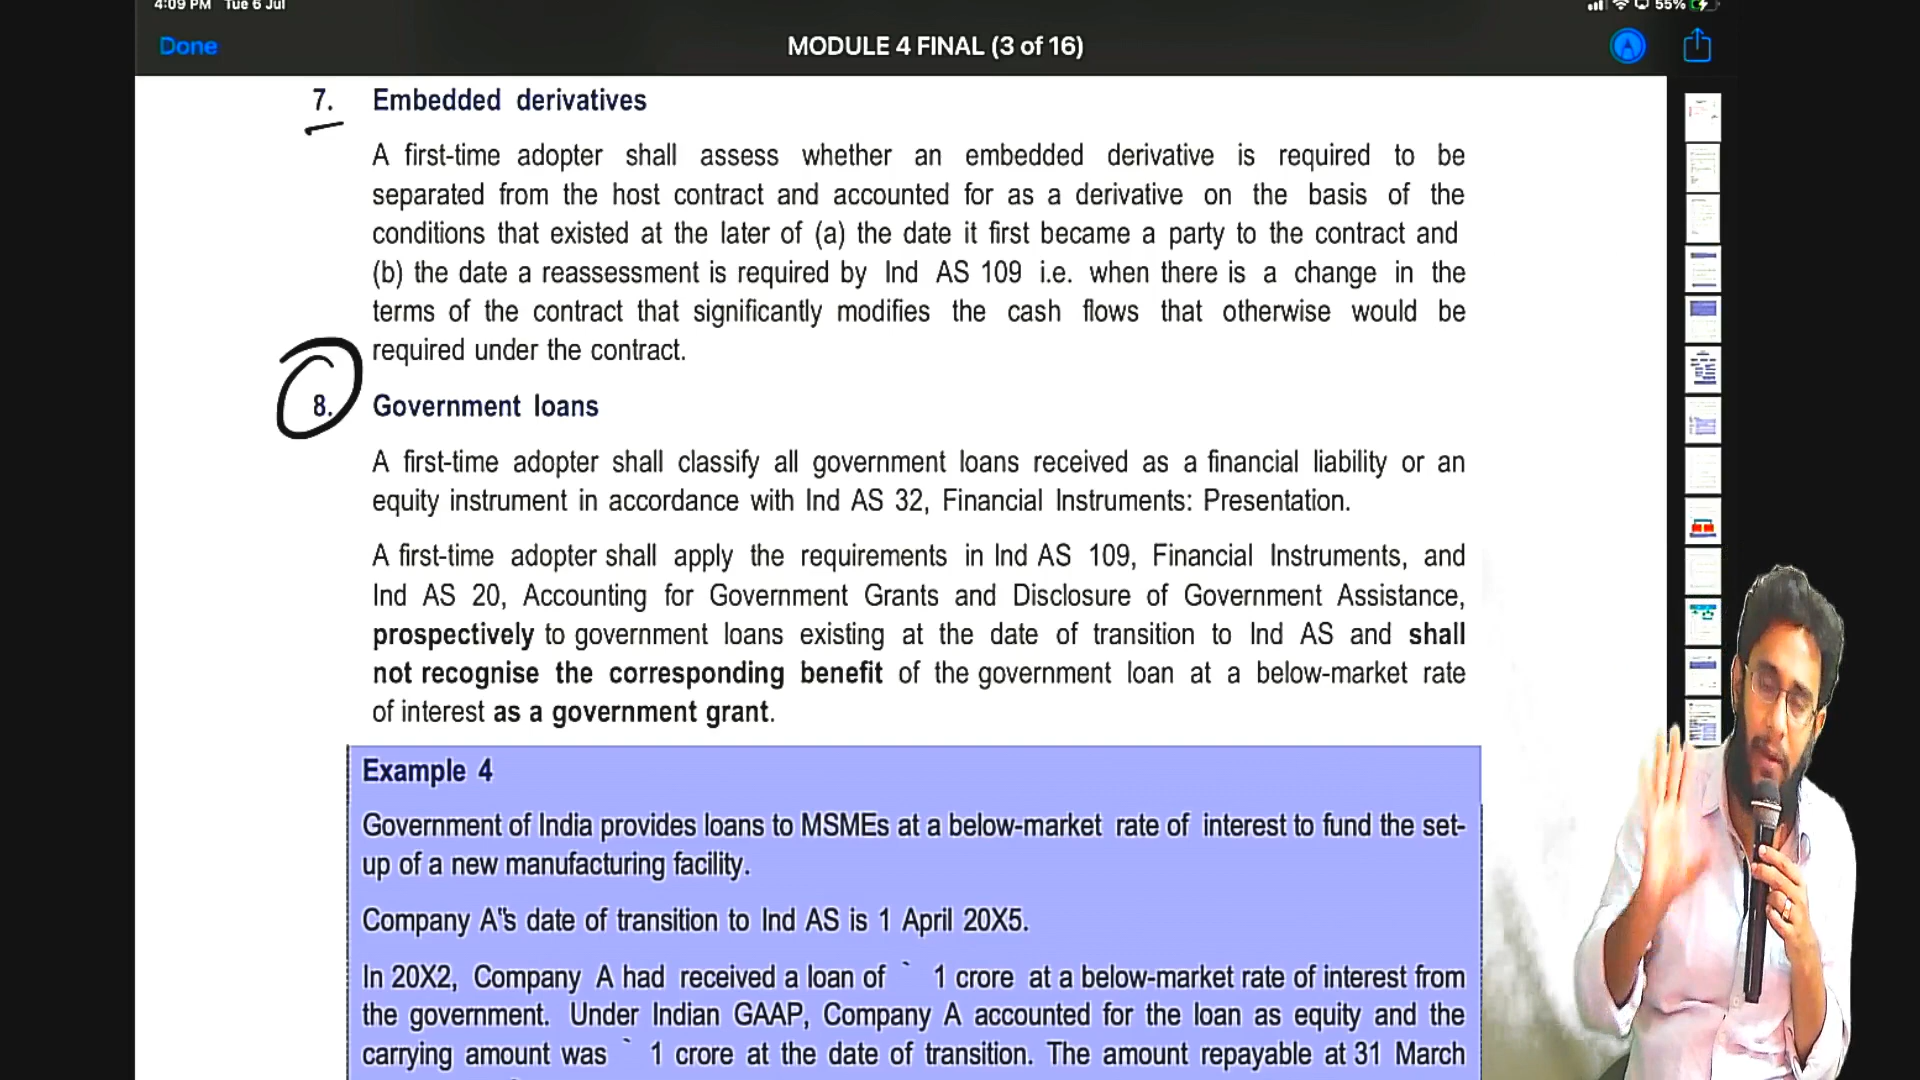 4:09 PM Tue 6 Jul
55%
Done
MODULE 4 FINAL (3 of 16)
7. Embedded derivatives
A first-time adopter shall assess whether an embedded derivative is required to be
separated from the host contract and accounted for as a derivative on the basis of the
conditions that existed at the later of (a) the date it first became a party to the contract and
(b) the date a reassessment is required by Ind AS 109 i.e. when there is a change in the
terms of the contract that significantly modifies the cash flows that otherwise would be
required under the contract.
8. Government loans
A first-time adopter shall classify all government loans received as a financial liability or an
equity instrument in accordance with Ind AS 32, Financial Instruments: Presentation.
A first-time adopter shall apply the requirements in Ind AS 109, Financial Instruments, and
Ind AS 20, Accounting for Government Grants and Disclosure of Government Assistance,
prospectively to government loans existing at the date of transition to Ind AS and shall
not recognise the corresponding benefit of the government loan at a below-market rate
of interest as a government grant.
Example 4
Government of India provides loans to MSMEs at a below-market rate of interest to fund the set-
up of a new manufacturing facility.
Company A's date of transition to Ind AS is 1 April 20X5.
In 20X2, Company A had received a loan of ` 1 crore at a below-market rate of interest from
the government. Under Indian GAAP, Company A accounted for the loan as equity and the
carrying amount was ` 1 crore at the date of transition. The amount repayable at 31 March